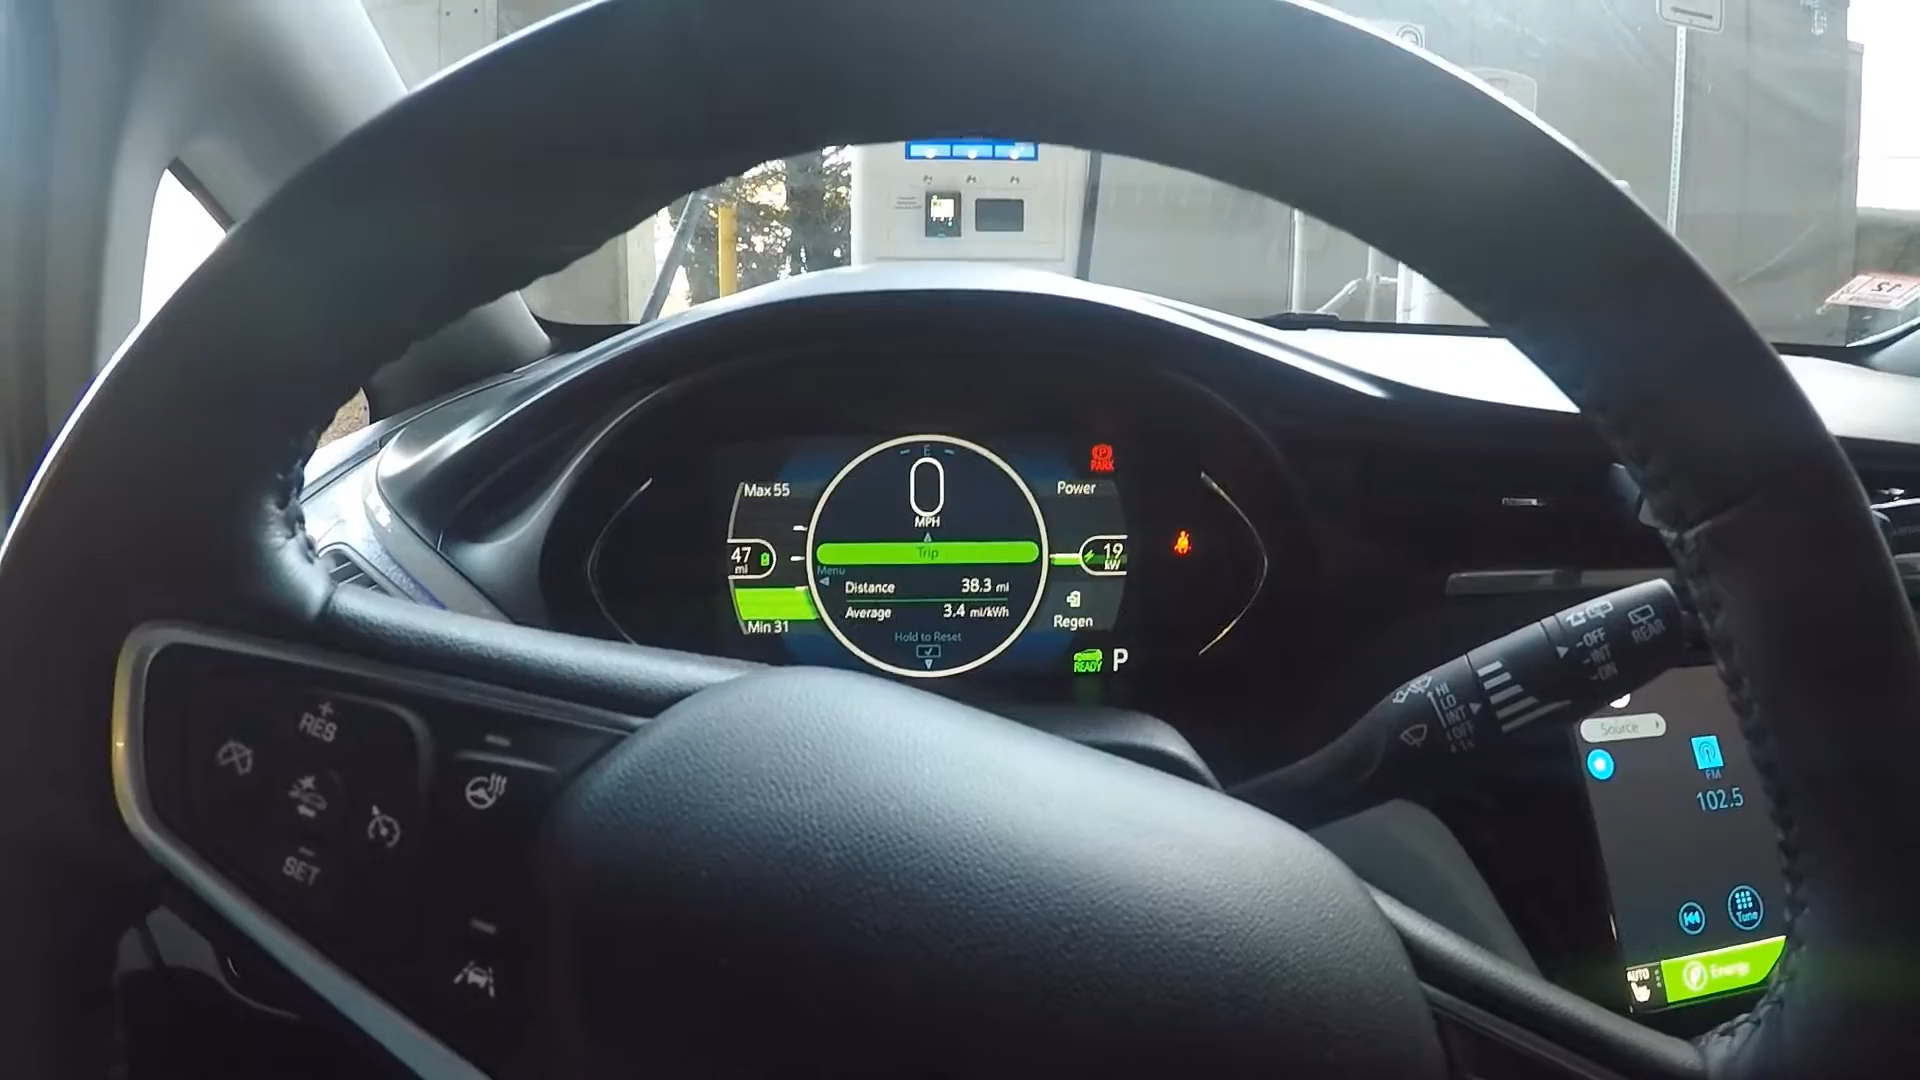 E
0
MPH
Max 55
47
mi
Min 31
Trip
Menu
Distance 38.3 mi
Average 3.4 mi/kWh
Hold to Reset
PARK
Power
19
kW
Regen
READY P
OFF
INT
ON
REAR
HI
LO
INT
OFF
1x
+
RES
SET
Source
FM
102.5
Tune
AUTO
Energy
12